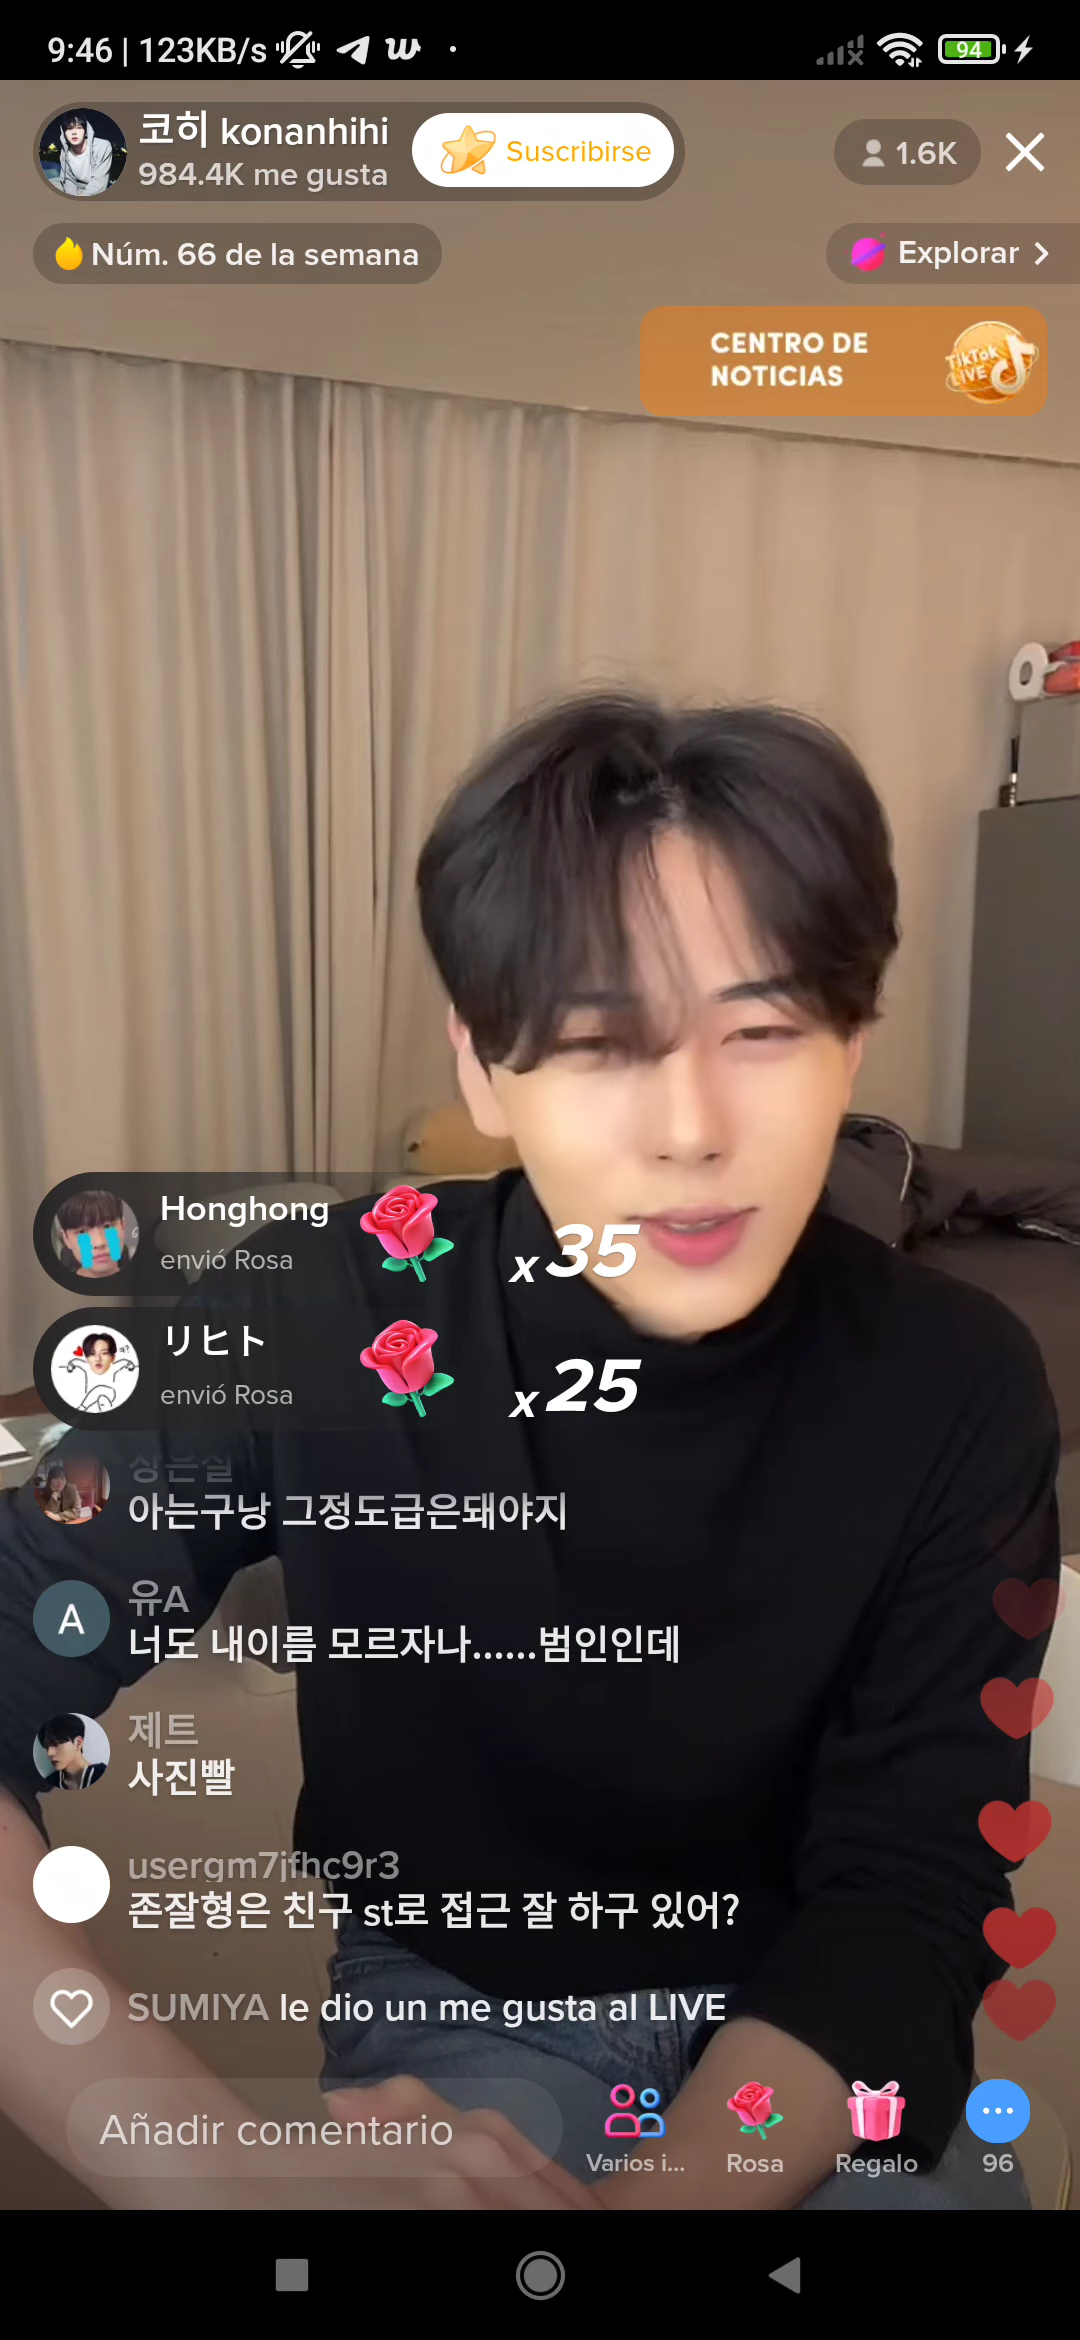 9:46 | 123KB/s
94
코히 konanhihi
984.4K me gusta
Suscribirse
1.6K
Núm. 66 de la semana
Explorar
CENTRO DE
NOTICIAS
TikTok
LIVE
Honghong
envió Rosa
x35
リヒト
envió Rosa
x25
아는구낭 그정도급은돼야지
A
유A
너도 내이름 모르자나......범인인데
제트
사진빨
usergm7jfhc9r3
존잘형은 친구 st로 접근 잘 하구 있어?
SUMIYA le dio un me gusta al LIVE
Añadir comentario
Varios i...
Rosa
Regalo
96